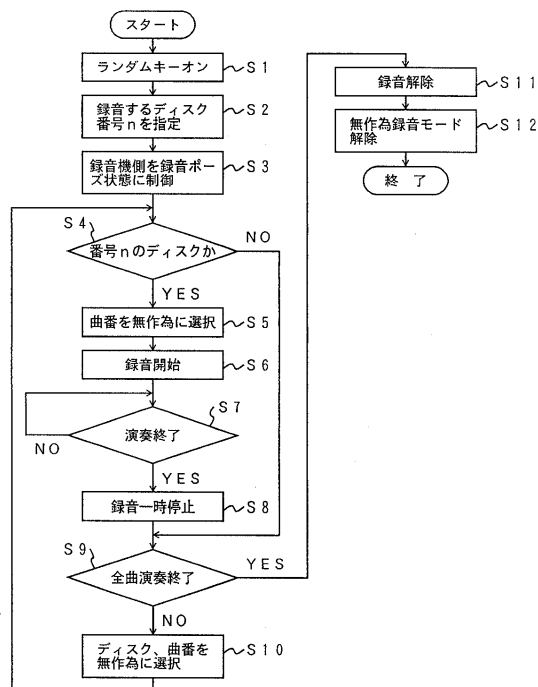 スタート
ランダムキーオン
S1
録音するディスク
番号nを指定
S2
録音機側を録音ポー
ズ状態に制御
S3
S4
番号nのディスクか
NO
YES
曲番を無作為に選択
S5
録音開始
S6
S7
演奏終了
NO
YES
録音一時停止
S8
S9
全曲演奏終了
YES
NO
ディスク、曲番を
無作為に選択
S10
録音解除
S11
無作為録音モード
解除
S12
終 了